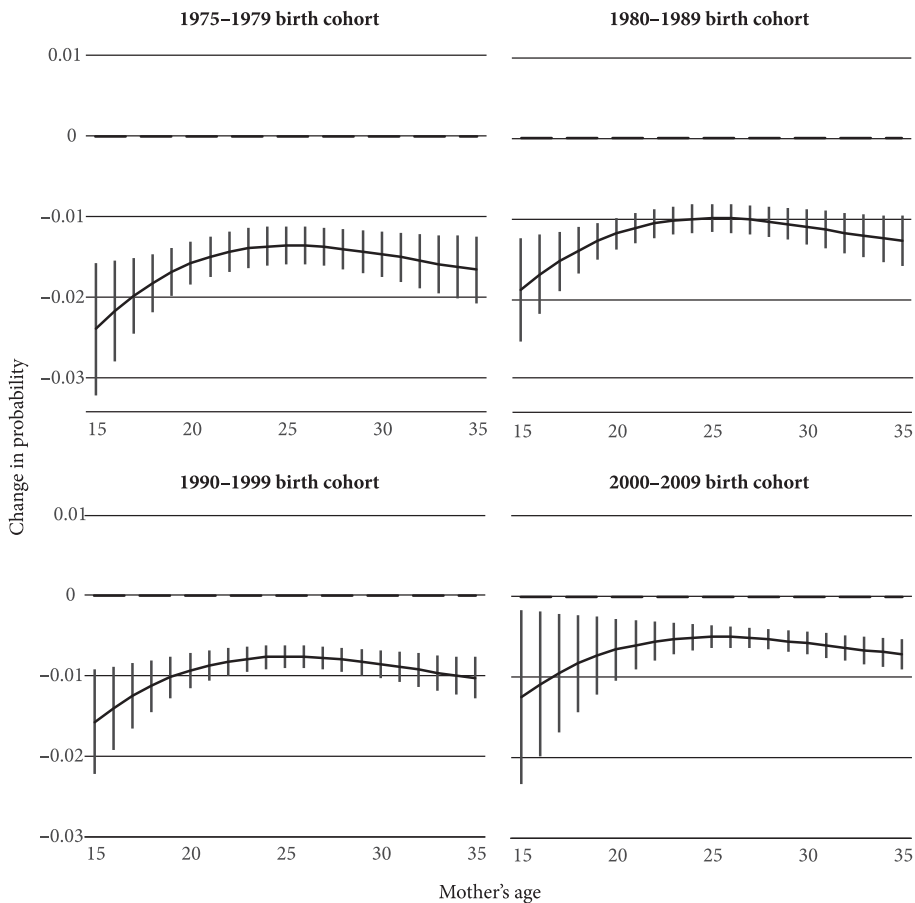 1975–1979 birth cohort
1980–1989 birth cohort
0.01
0
–0.01
–0.02
–0.03
15 20 25 30 35
15 20 25 30 35
Change in probability
1990–1999 birth cohort
2000–2009 birth cohort
0.01
0
–0.01
–0.02
–0.03
15 20 25 30 35
15 20 25 30 35
Mother's age